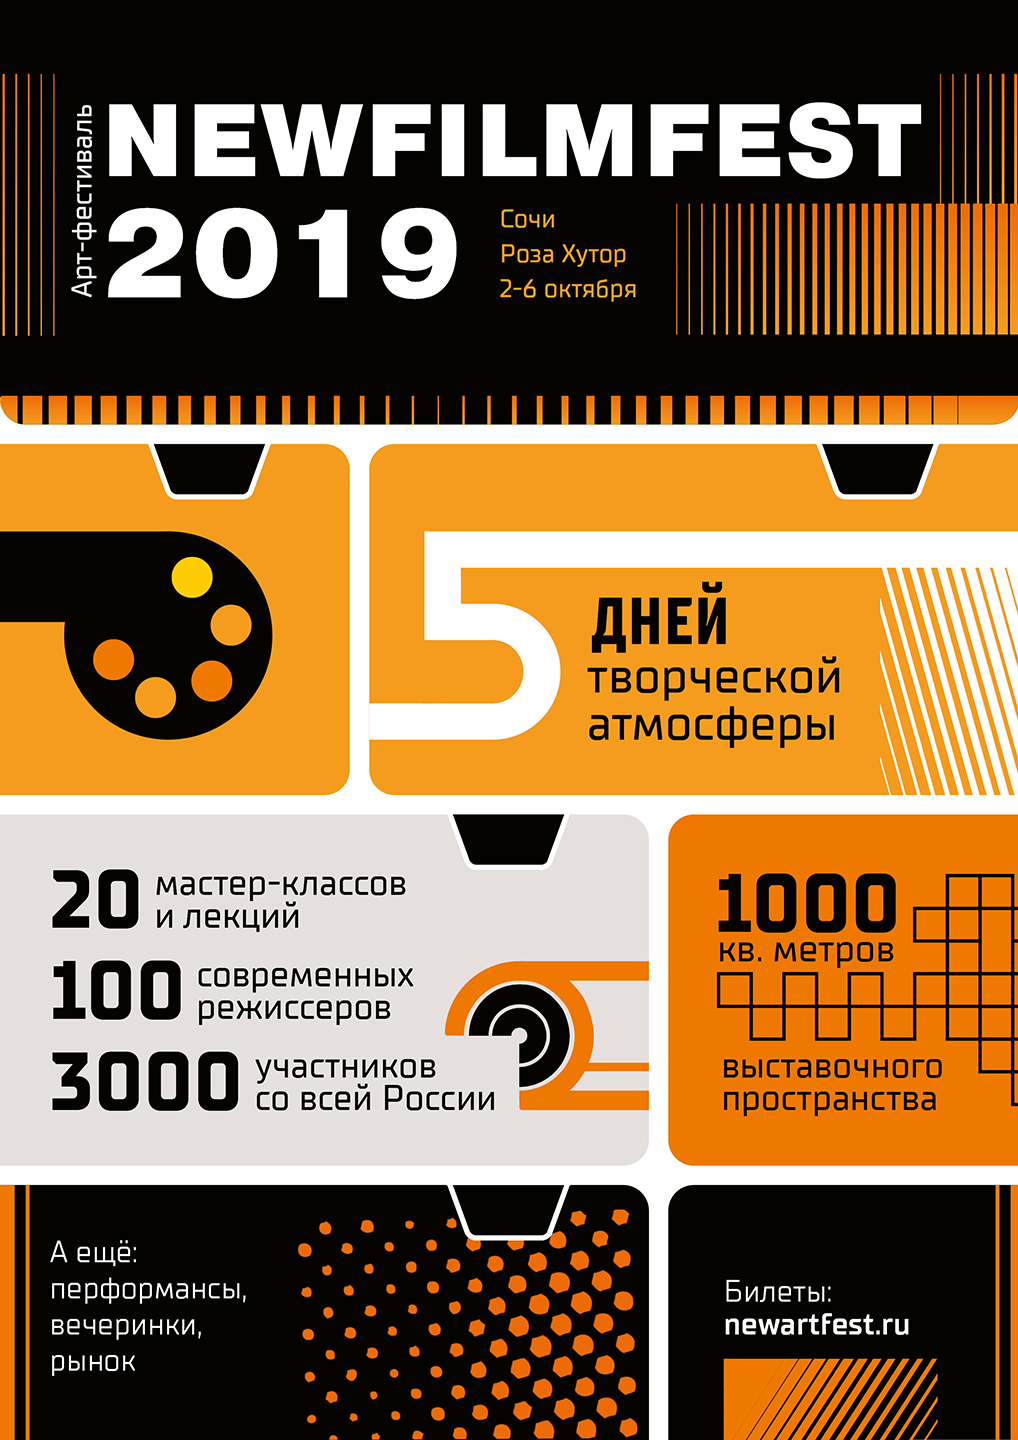 Арт-фестиваль
NEWFILMFEST
2019
Сочи
Роза Хутор
2-6 октября
5
ДНЕЙ
творческой
атмосферы
20 мастер-классов
и лекций
100 современных
режиссеров
3000 участников
со всей России
1000
кв. метров
выставочного
пространства
А ещё:
перформансы,
вечеринки,
рынок
Билеты:
newartfest.ru